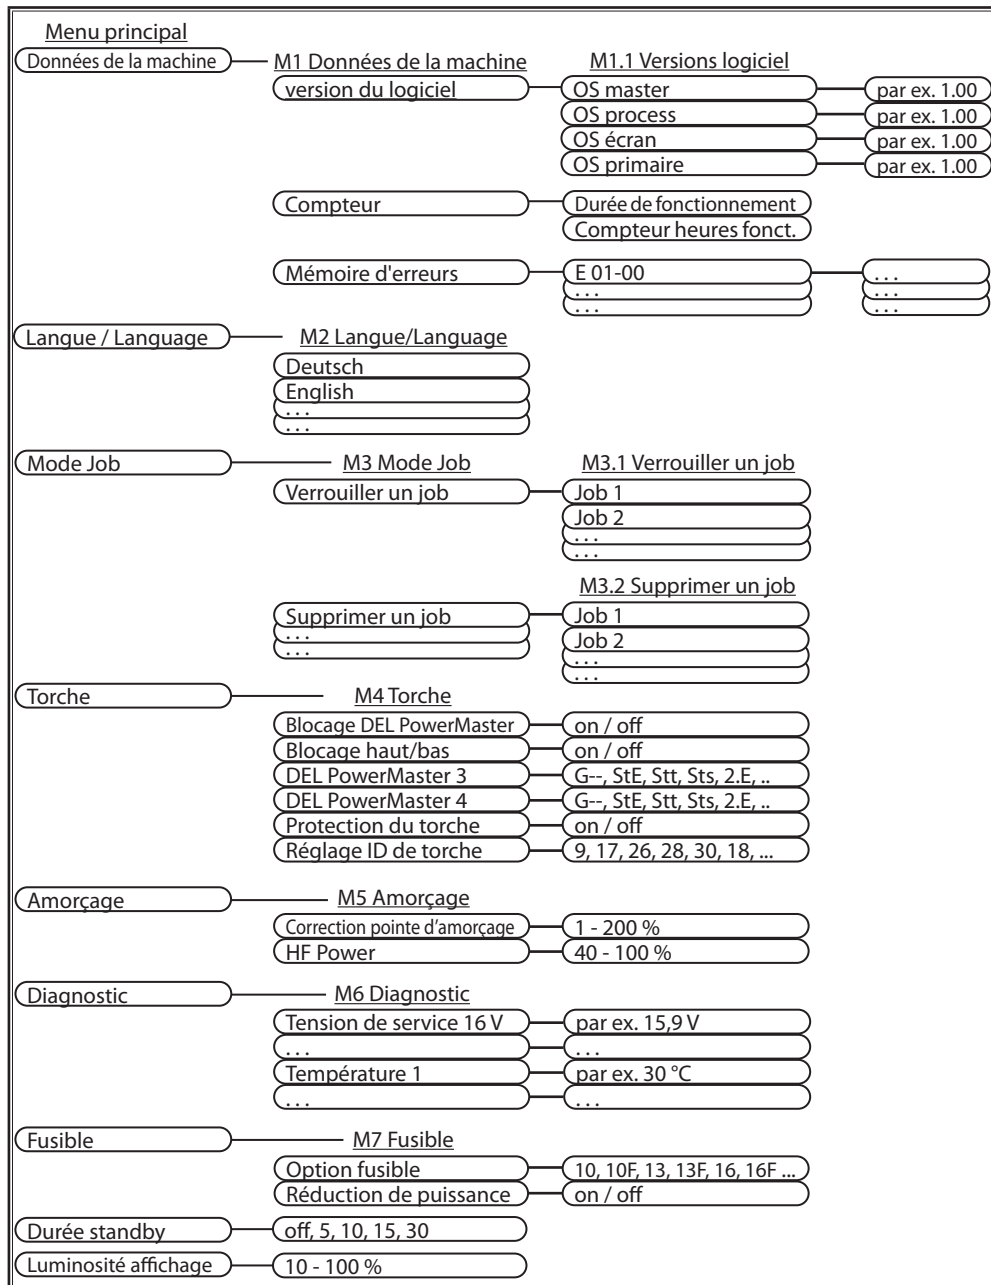 Menu principal
Données de la machine M1 Données de la machine M1.1 Versions logiciel
version du logiciel OS master par ex. 1.00
OS process par ex. 1.00
OS écran par ex. 1.00
OS primaire par ex. 1.00
Compteur Durée de fonctionnement
Compteur heures fonct.
Mémoire d'erreurs E 01-00 . . .
. . . . . .
. . . . . .
Langue / Language M2 Langue/Language
Deutsch
English
. . .
. . .
Mode Job M3 Mode Job M3.1 Verrouiller un job
Verrouiller un job Job 1
Job 2
. . .
. . .
M3.2 Supprimer un job
Supprimer un job Job 1
. . . Job 2
. . . . . .
. . .
Torche M4 Torche
Blocage DEL PowerMaster on / off
Blocage haut/bas on / off
DEL PowerMaster 3 G--, StE, Stt, Sts, 2.E, ..
DEL PowerMaster 4 G--, StE, Stt, Sts, 2.E, ..
Protection du torche on / off
Réglage ID de torche 9, 17, 26, 28, 30, 18, ...
Amorçage M5 Amorçage
Correction pointe d'amorçage 1 - 200 %
HF Power 40 - 100 %
Diagnostic M6 Diagnostic
Tension de service 16 V par ex. 15,9 V
. . . . . .
Température 1 par ex. 30 °C
. . . . . .
Fusible M7 Fusible
Option fusible 10, 10F, 13, 13F, 16, 16F ...
Réduction de puissance on / off
Durée standby off, 5, 10, 15, 30
Luminosité affichage 10 - 100 %